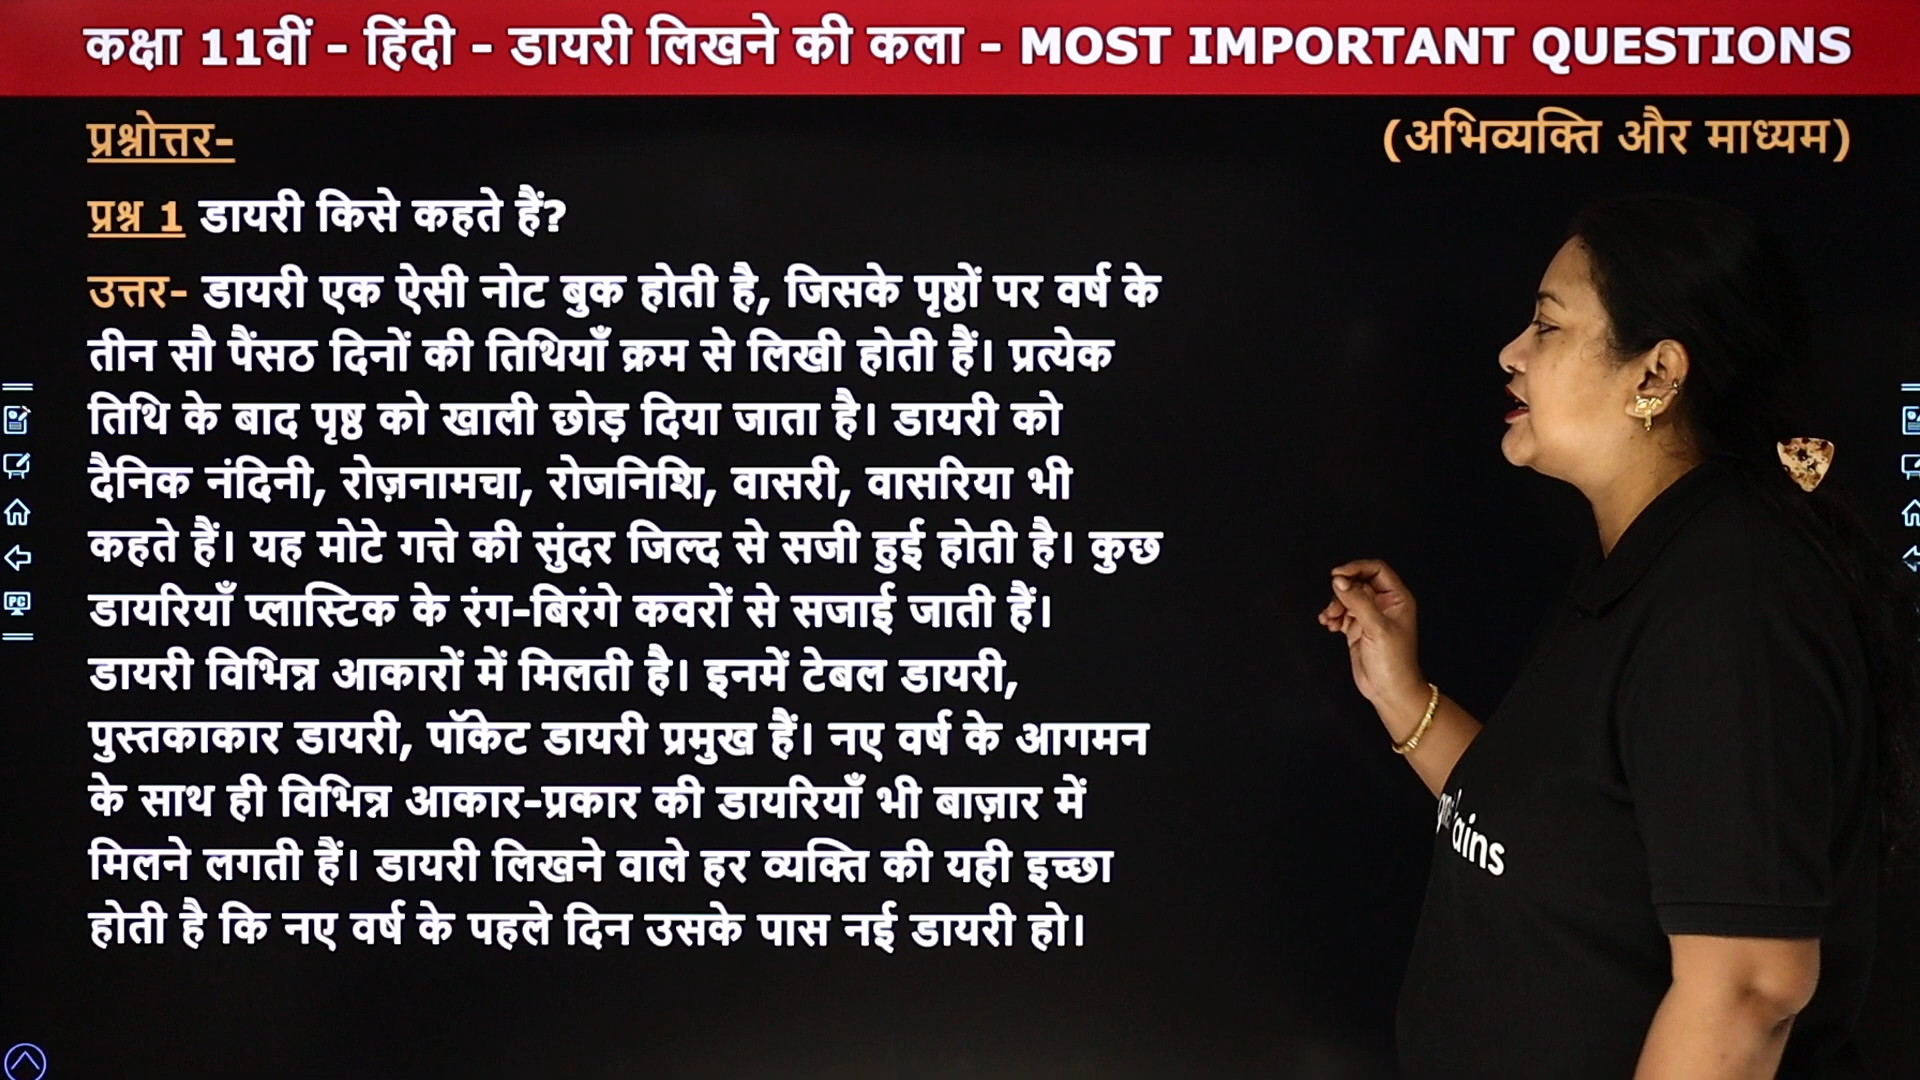 कक्षा 11वीं - हिंदी - डायरी लिखने की कला - MOST IMPORTANT QUESTIONS
प्रश्नोत्तर-
(अभिव्यक्ति और माध्यम)
प्रश्न 1 डायरी किसे कहते हैं?
उत्तर- डायरी एक ऐसी नोट बुक होती है, जिसके पृष्ठों पर वर्ष के
तीन सौ पैंसठ दिनों की तिथियाँ क्रम से लिखी होती हैं। प्रत्येक
तिथि के बाद पृष्ठ को खाली छोड़ दिया जाता है। डायरी को
दैनिक नंदिनी, रोज़नामचा, रोजनिशि, वासरी, वासरिया भी
कहते हैं। यह मोटे गत्ते की सुंदर जिल्द से सजी हुई होती है। कुछ
डायरियाँ प्लास्टिक के रंग-बिरंगे कवरों से सजाई जाती हैं।
डायरी विभिन्न आकारों में मिलती है। इनमें टेबल डायरी,
पुस्तकाकार डायरी, पॉकेट डायरी प्रमुख हैं। नए वर्ष के आगमन
के साथ ही विभिन्न आकार-प्रकार की डायरियाँ भी बाज़ार में
मिलने लगती हैं। डायरी लिखने वाले हर व्यक्ति की यही इच्छा
होती है कि नए वर्ष के पहले दिन उसके पास नई डायरी हो।
PC